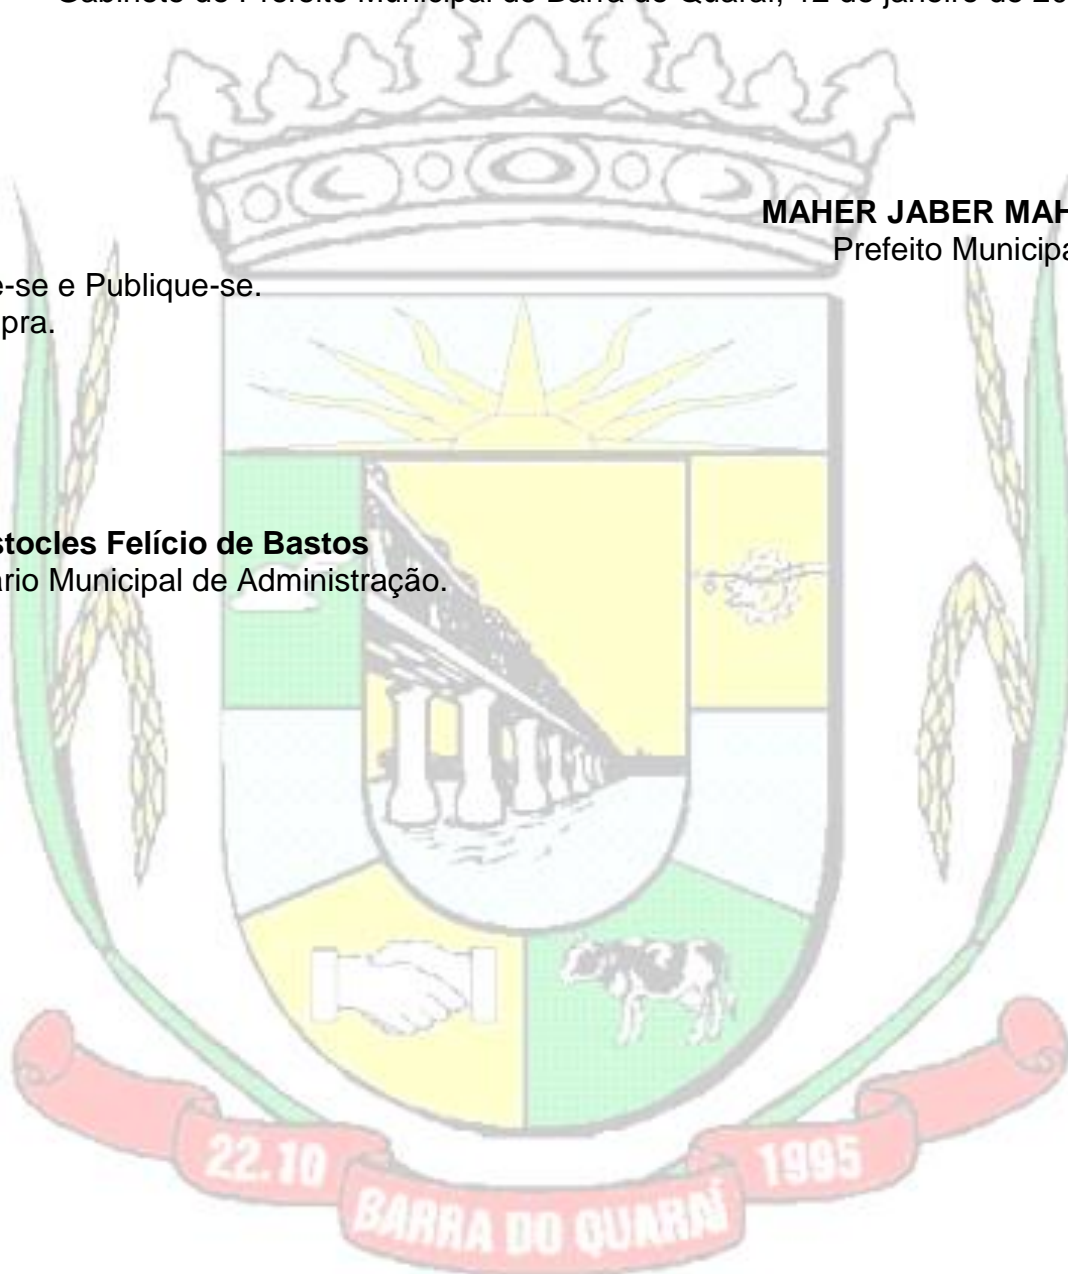 Gabinete do Prefeito Municipal de Barra do Quaraí, 12 de janeiro de 20
MAHER JABER MAH
Prefeito Municipa
e-se e Publique-se.
pra.
stocles Felício de Bastos
ário Municipal de Administração.
22.10
1995
BARRA DO QUARAÍ